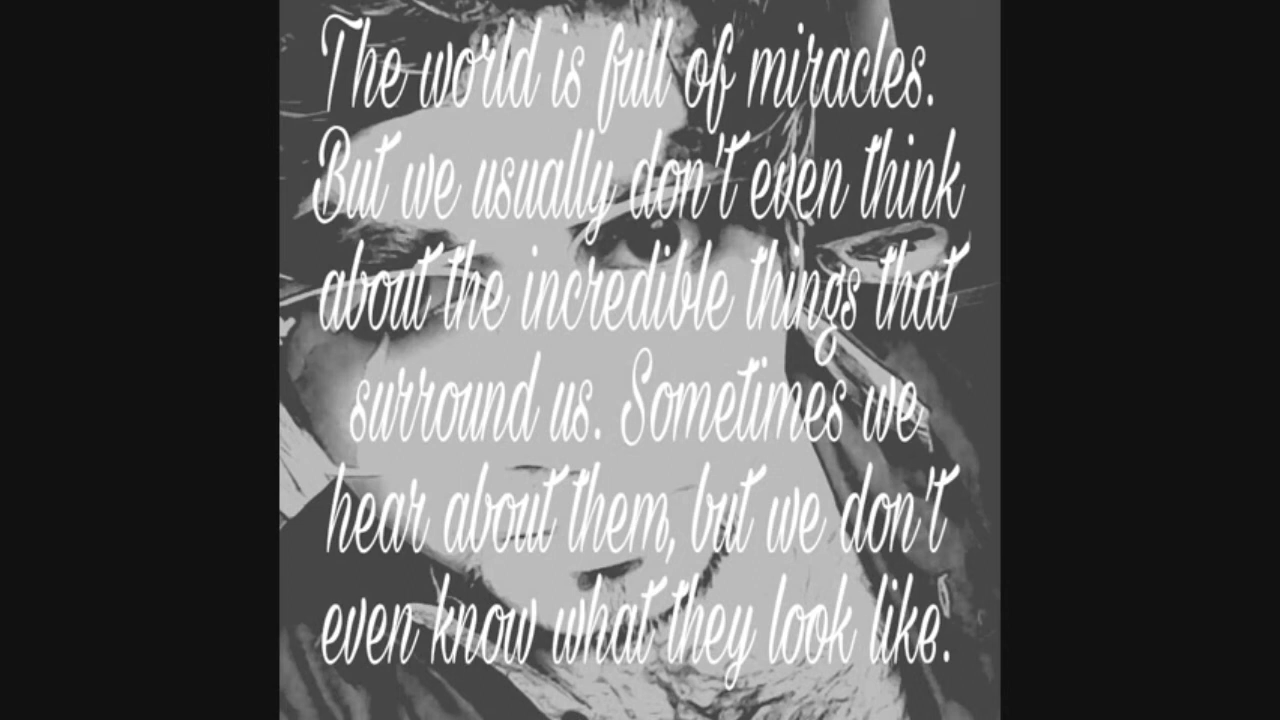 The world is full of miracles.
But we usually don't even think
about the incredible things that
surround us. Sometimes we
hear about them, but we don't
even know what they look like.